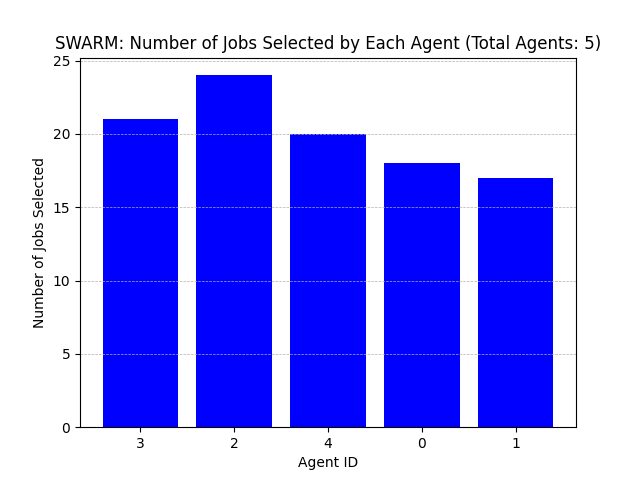 SWARM: Number of Jobs Selected by Each Agent (Total Agents: 5)
25
20
15
10
5
0
Number of Jobs Selected
3 2 4 0 1
Agent ID